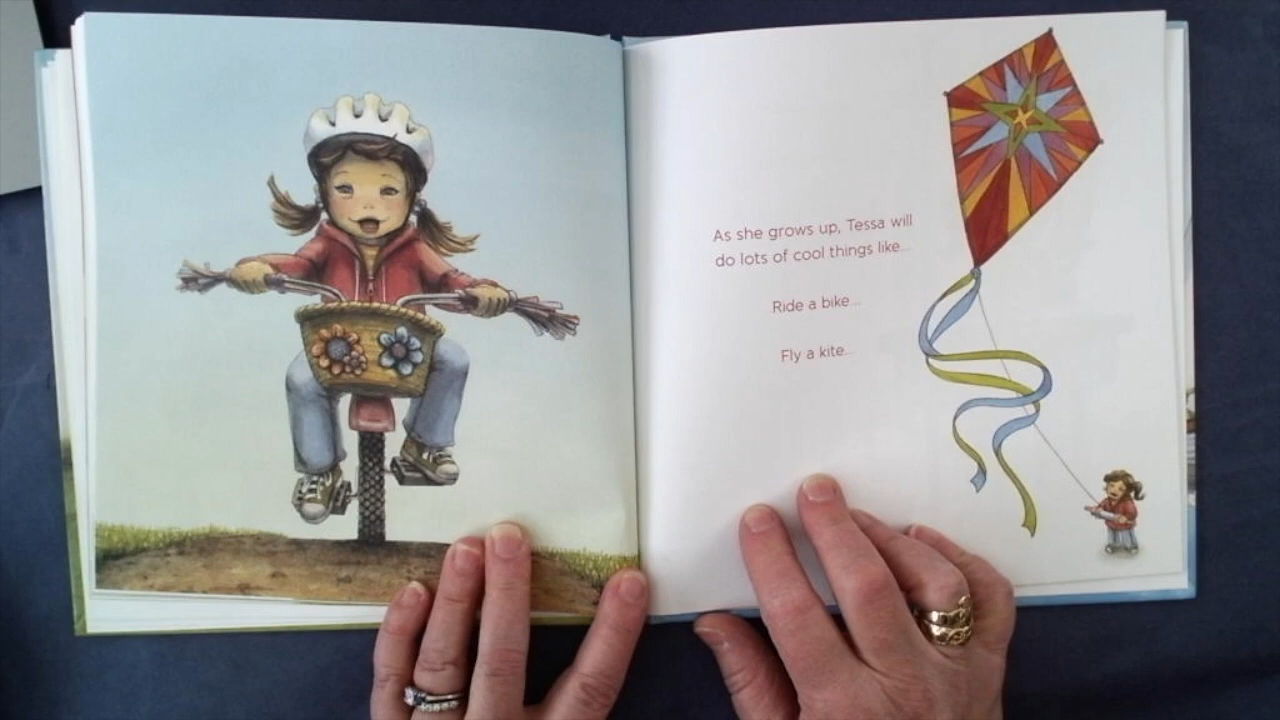 As she grows up, Tessa will
do lots of cool things like...
Ride a bike...
Fly a kite...